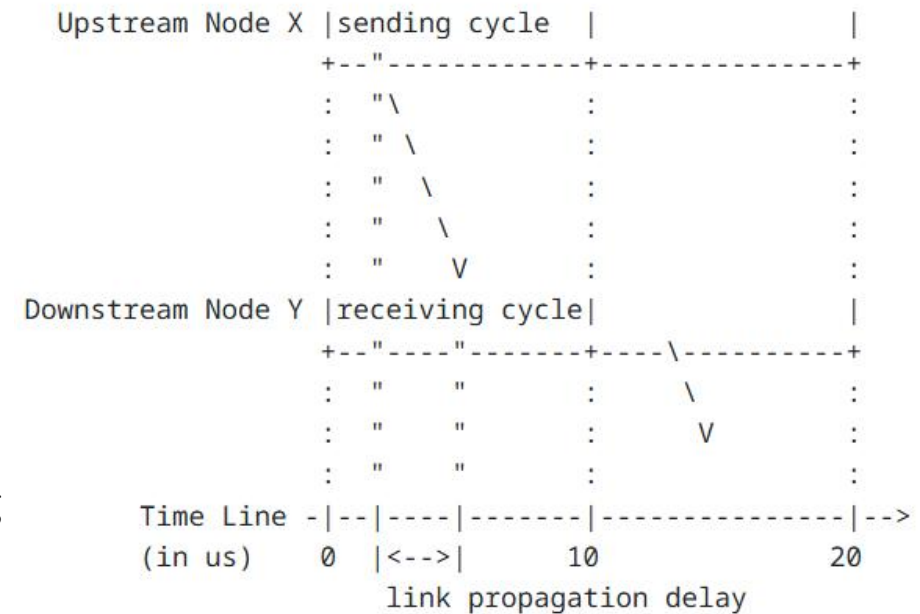 Upstream Node X |sending cycle  |               |
                  +--"------------+---------------+
                  :  "\           :               :
                  :  " \          :               :
                  :  "  \         :               :
                  :  "   \        :               :
                  :  "    V       :               :
Downstream Node Y |receiving cycle|               |
                  +--"----"-------+----\----------+
                  :  "    "       :     \         :
                  :  "    "       :      V        :
                  :  "    "       :               :
       Time Line -|--|----|-------|---------------|-->
       (in us)    0  |<-->|      10              20
                      link propagation delay